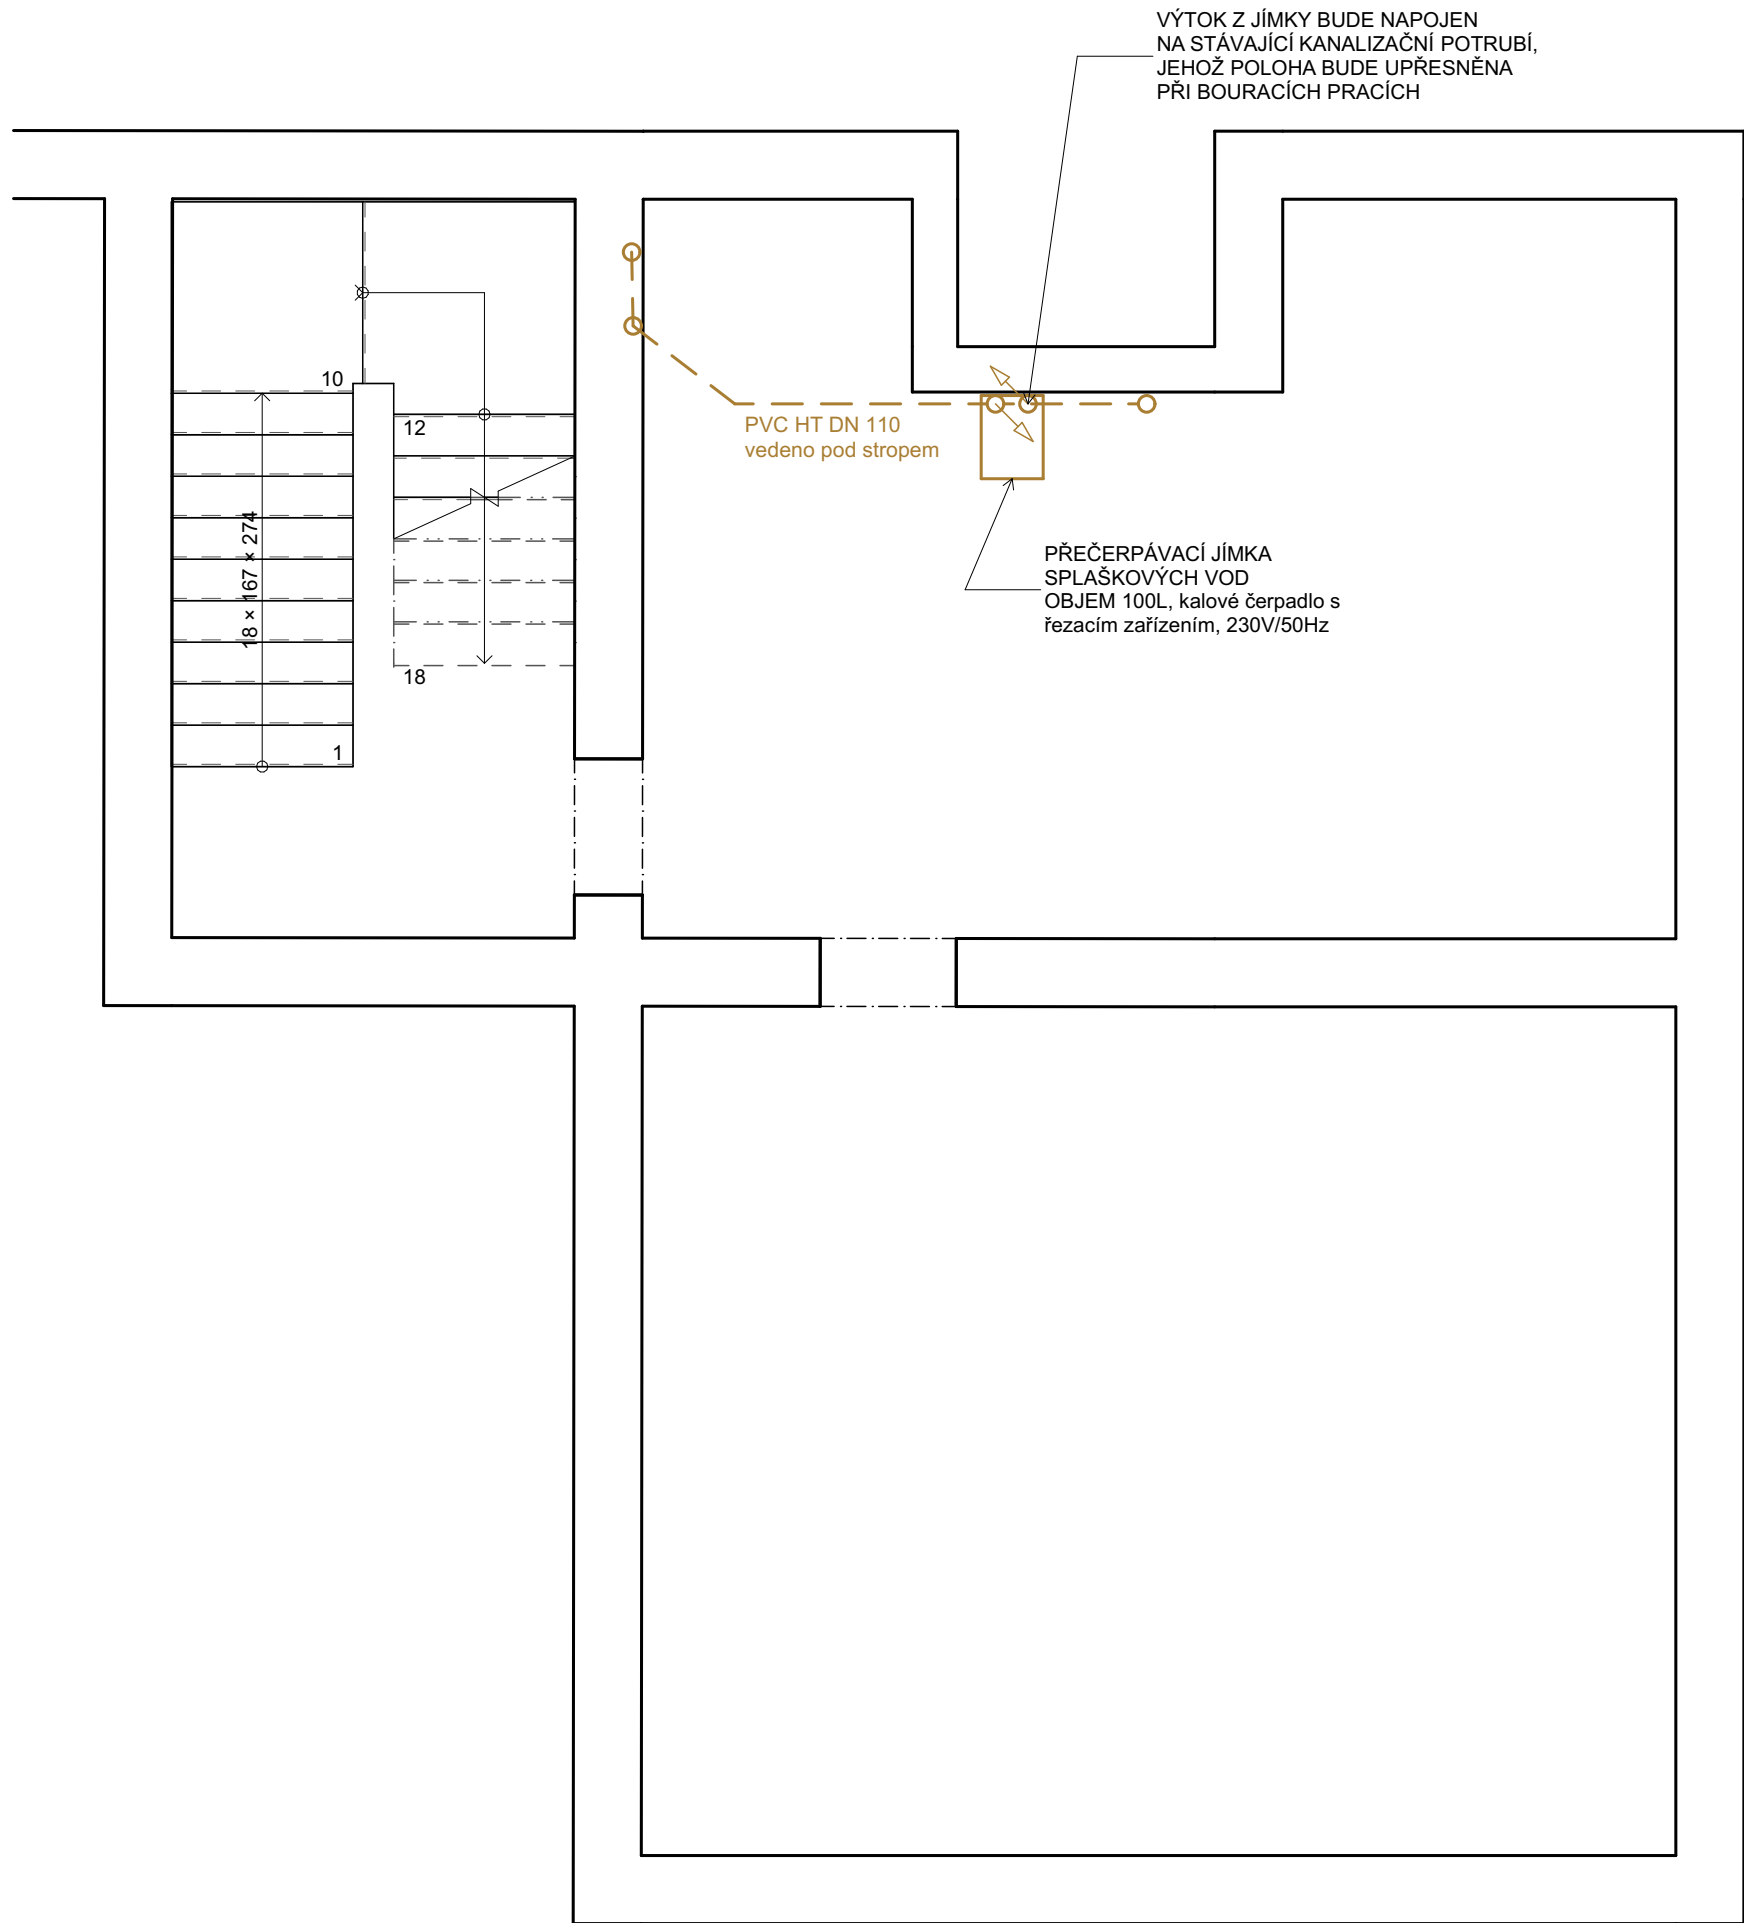 VÝTOK Z JÍMKY BUDE NAPOJEN
NA STÁVAJÍCÍ KANALIZAČNÍ POTRUBÍ,
JEHOŽ POLOHA BUDE UPŘESNĚNA
PŘI BOURACÍCH PRACÍCH
10
12
PVC HT DN 110
vedeno pod stropem
18 × 167 × 274
PŘEČERPÁVACÍ JÍMKA
SPLAŠKOVÝCH VOD
OBJEM 100L, kalové čerpadlo s
řezacím zařízením, 230V/50Hz
18
1